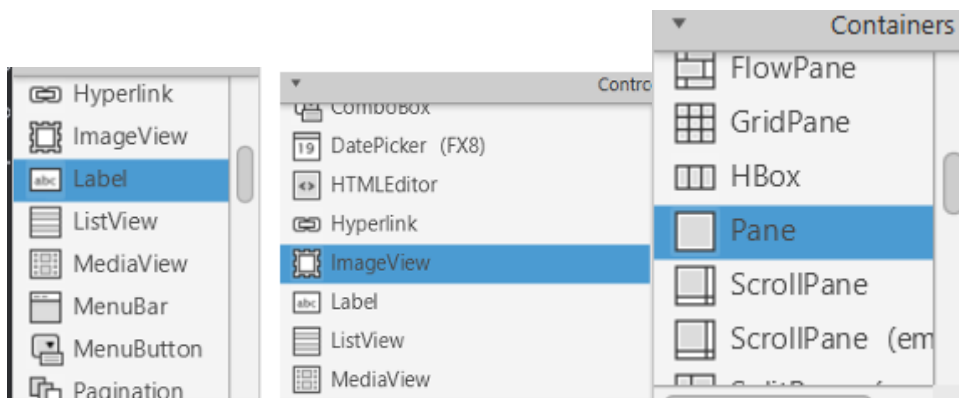 Hyperlink
ImageView
Label
ListView
MediaView
MenuBar
MenuButton
Pagination
Contro
ComboBox
DatePicker (FX8)
HTMLEditor
Hyperlink
ImageView
Label
ListView
MediaView
Containers
FlowPane
GridPane
HBox
Pane
ScrollPane
ScrollPane (em